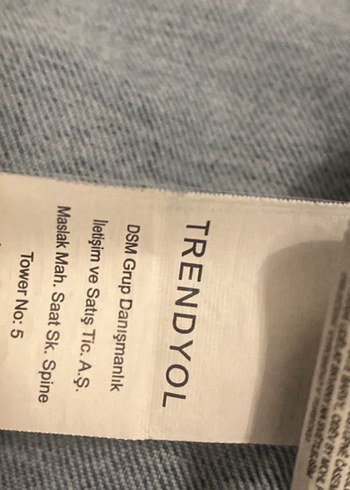 TRENDYOL
DSM Grup Danışmanlık
İletişim ve Satış Tic. A.Ş.
Maslak Mah. Saat Sk. Spine
Tower No: 5